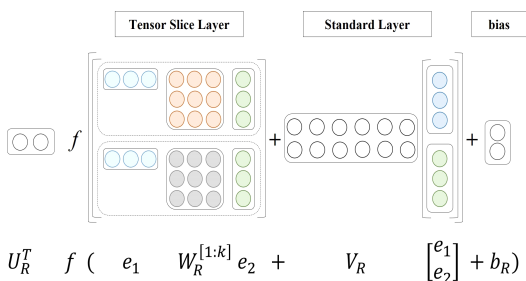 Tensor Slice Layer Standard Layer bias
f + +
U_R^T f ( e_1 W_R^{[1:k]} e_2 + V_R [e_1 e_2] + b_R)